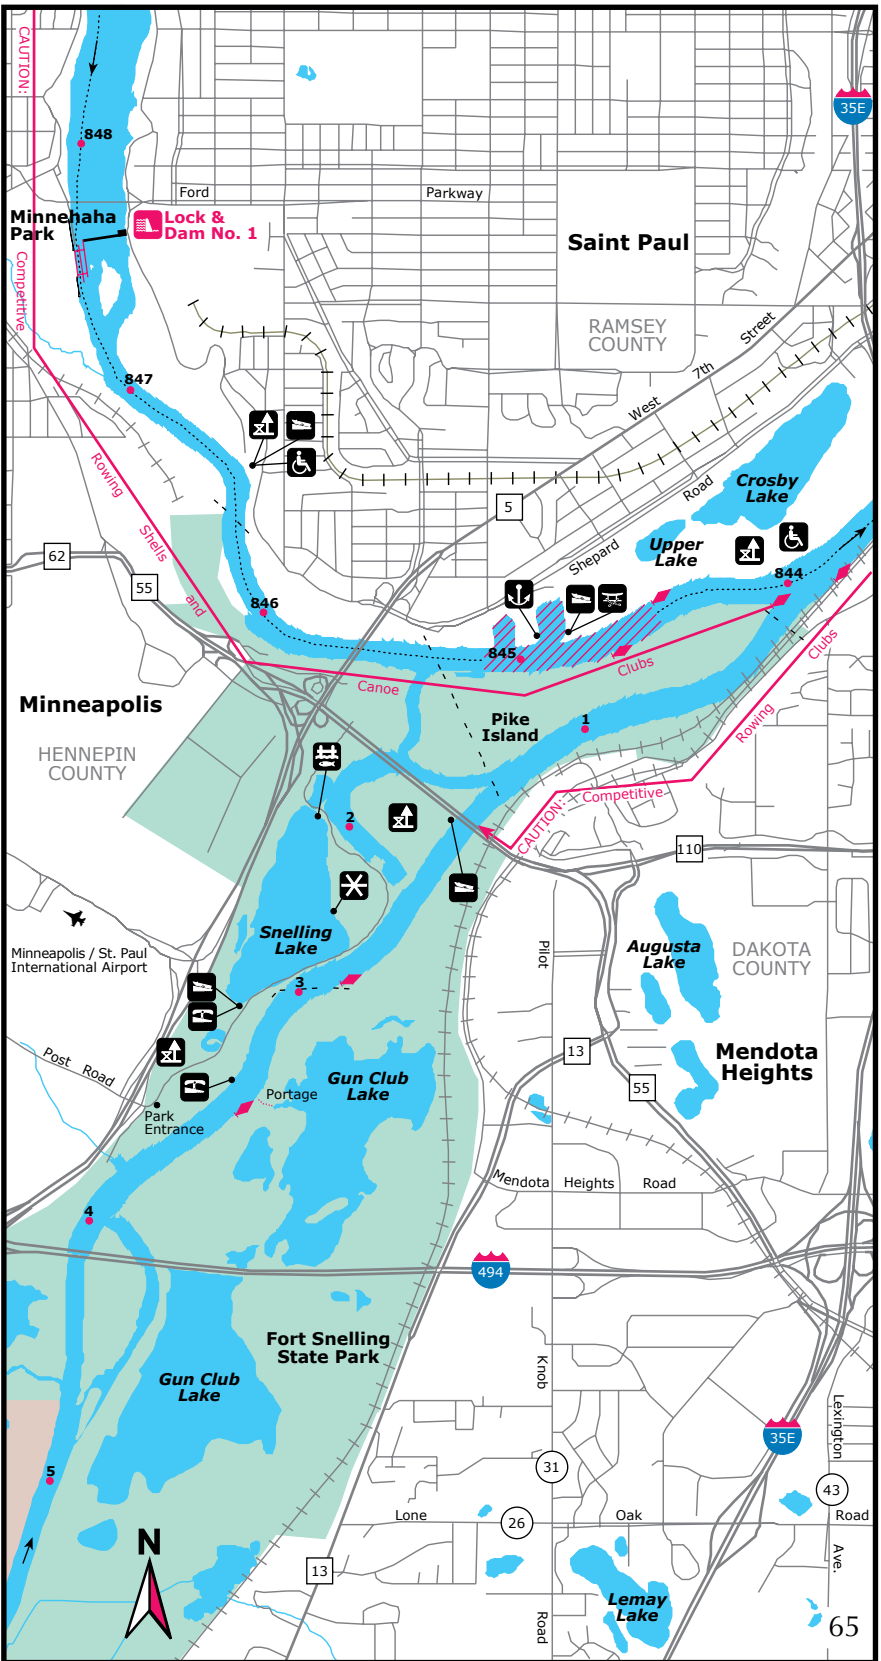 CAUTION:
35E
848
Ford
Parkway
Minnehaha
Park
Lock &
Dam No. 1
Saint Paul
Competitive
RAMSEY
COUNTY
Street
7th
West
847
Rowing
Shells
and
Crosby
Lake
Road
5
Shepard
Upper
Lake
62
55
844
846
845
Clubs
Clubs
Canoe
Minneapolis
Pike
Island
1
Rowing
HENNEPIN
COUNTY
Competitive
CAUTION:
2
110
Snelling
Lake
Pilot
Augusta
Lake
DAKOTA
COUNTY
Minneapolis / St. Paul
International Airport
3
13
Post Road
Mendota
Heights
55
Gun Club
Lake
Portage
Park
Entrance
Mendota Heights Road
4
494
Fort Snelling
State Park
Knob
Gun Club
Lake
Lexington
35E
31
5
43
Lone
26
Oak
Road
N
Ave.
13
Lemay
Lake
Road
65